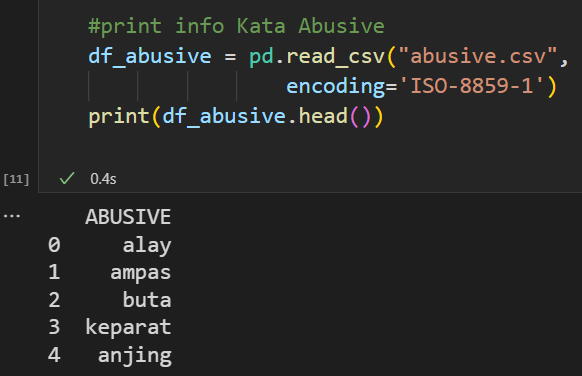 #print info Kata Abusive
df_abusive = pd.read_csv("abusive.csv",
encoding='ISO-8859-1')
print(df_abusive.head())
[11] 0.4s
... ABUSIVE
0 alay
1 ampas
2 buta
3 keparat
4 anjing